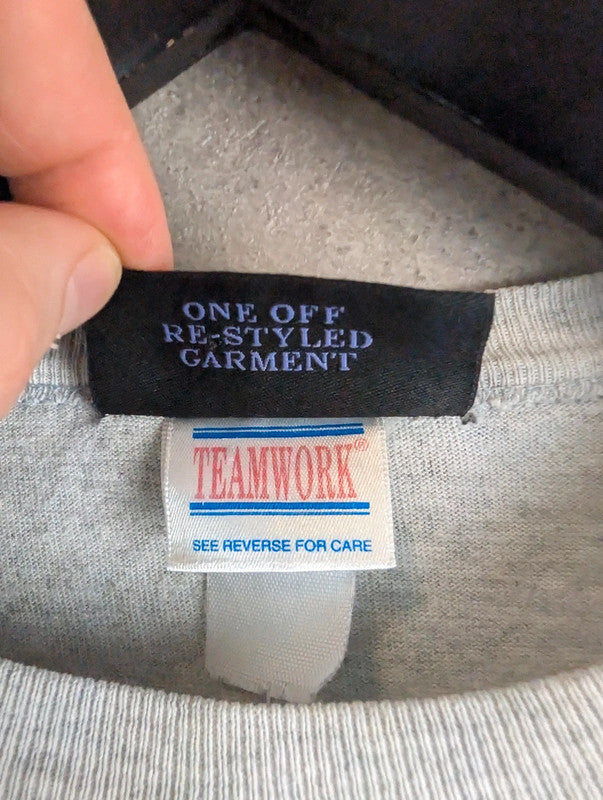 ONE OFF
RE-STYLED
GARMENT
TEAMWORK®
SEE REVERSE FOR CARE